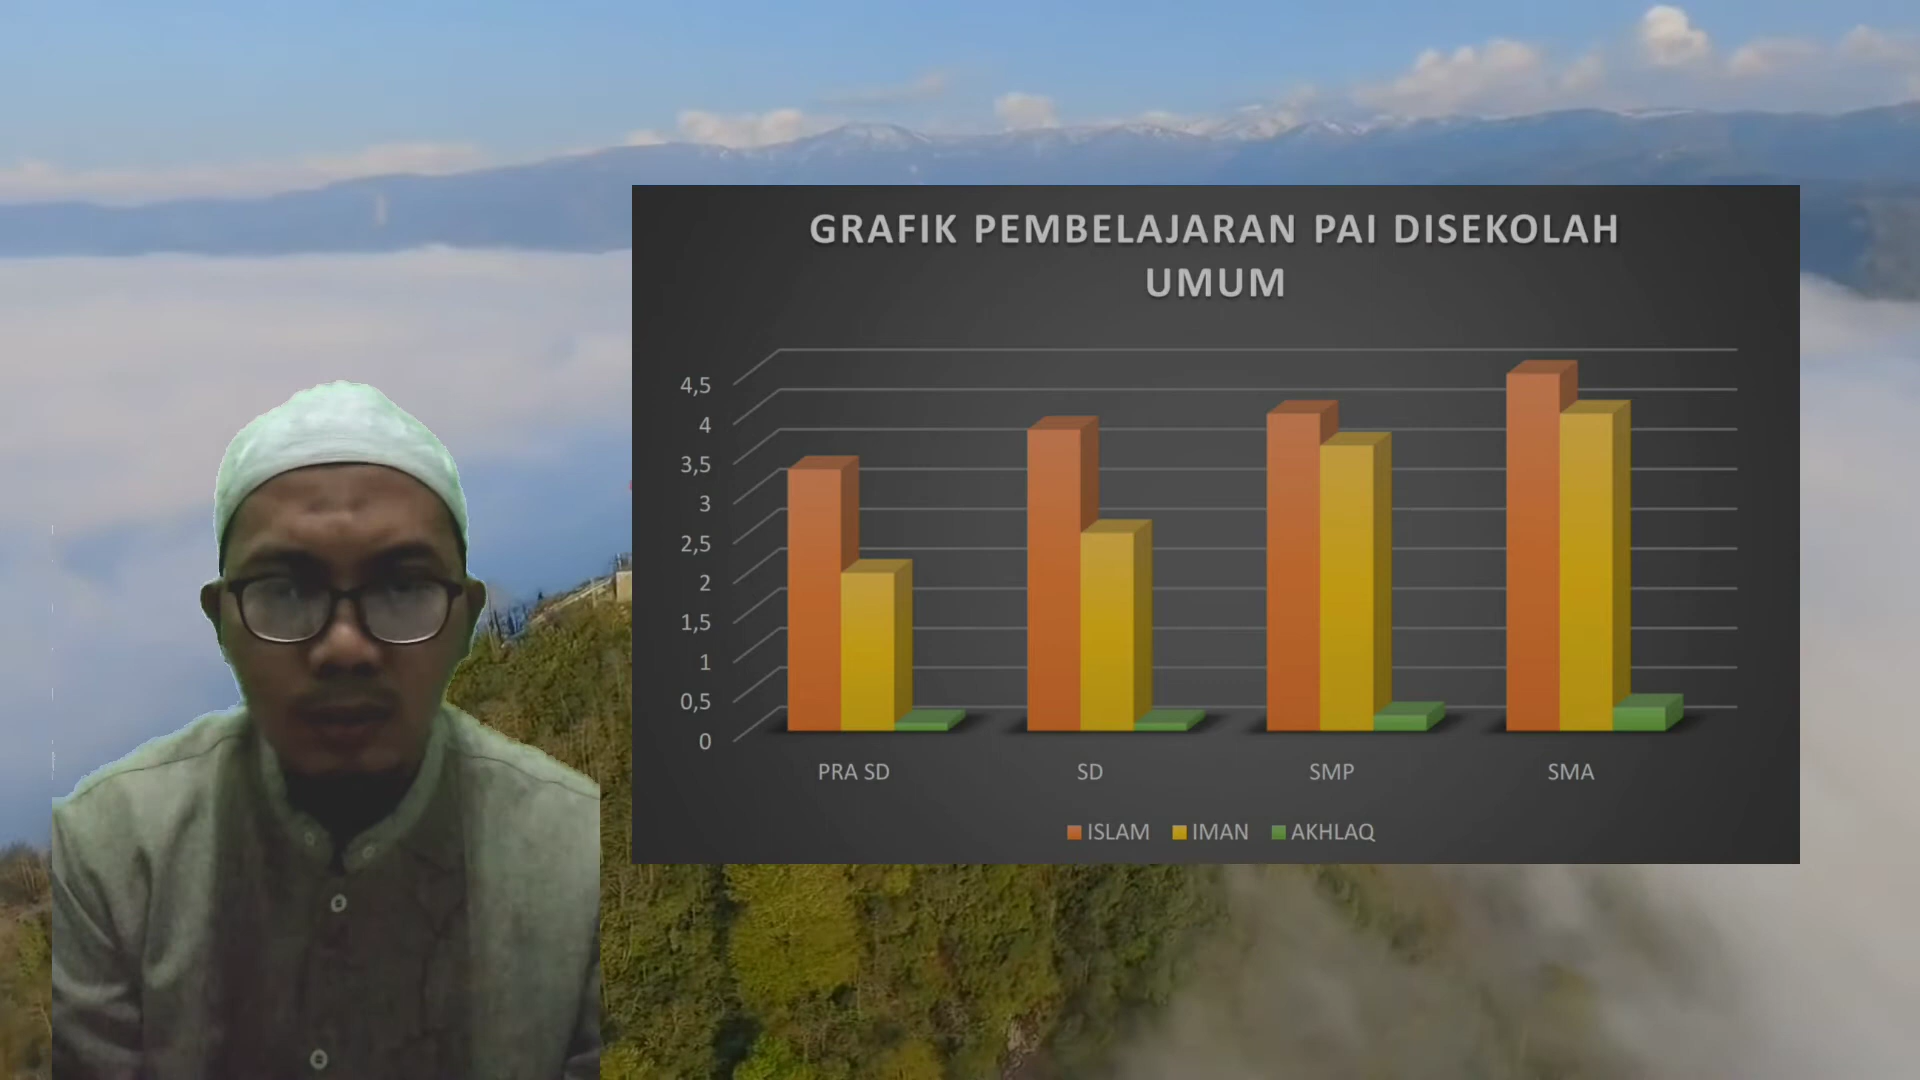 GRAFIK PEMBELAJARAN PAI DISEKOLAH
UMUM
4,5
4
3,5
3
2,5
2
1,5
1
0,5
0
PRA SD SD SMP SMA
ISLAM IMAN AKHLAQ